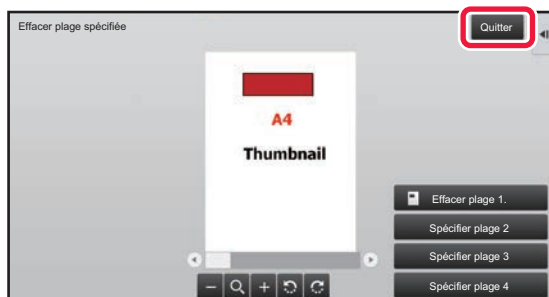 Effacer plage spécifiée
Quitter
A4
Thumbnail
Effacer plage 1.
Spécifier plage 2
Spécifier plage 3
Spécifier plage 4